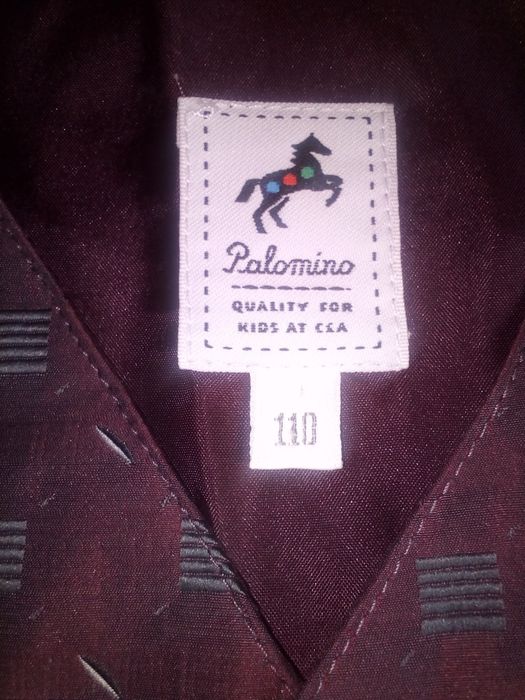 Palomino
QUALITY FOR
KIDS AT C&A
110